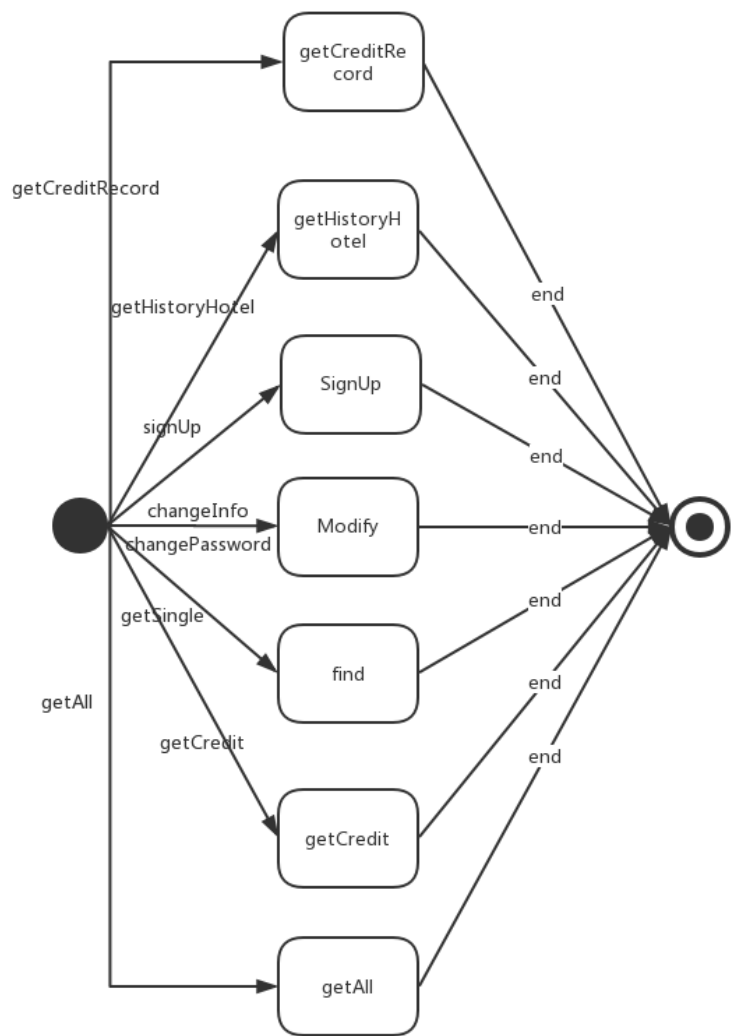 getCreditRe
cord
getCreditRecord
getHistoryH
otel
end
getHistoryHotel
end
SignUp
signUp
end
changeInfo
Modify
end
changePassword
end
getSingle
find
end
getAll
getCredit
end
getCredit
getAll